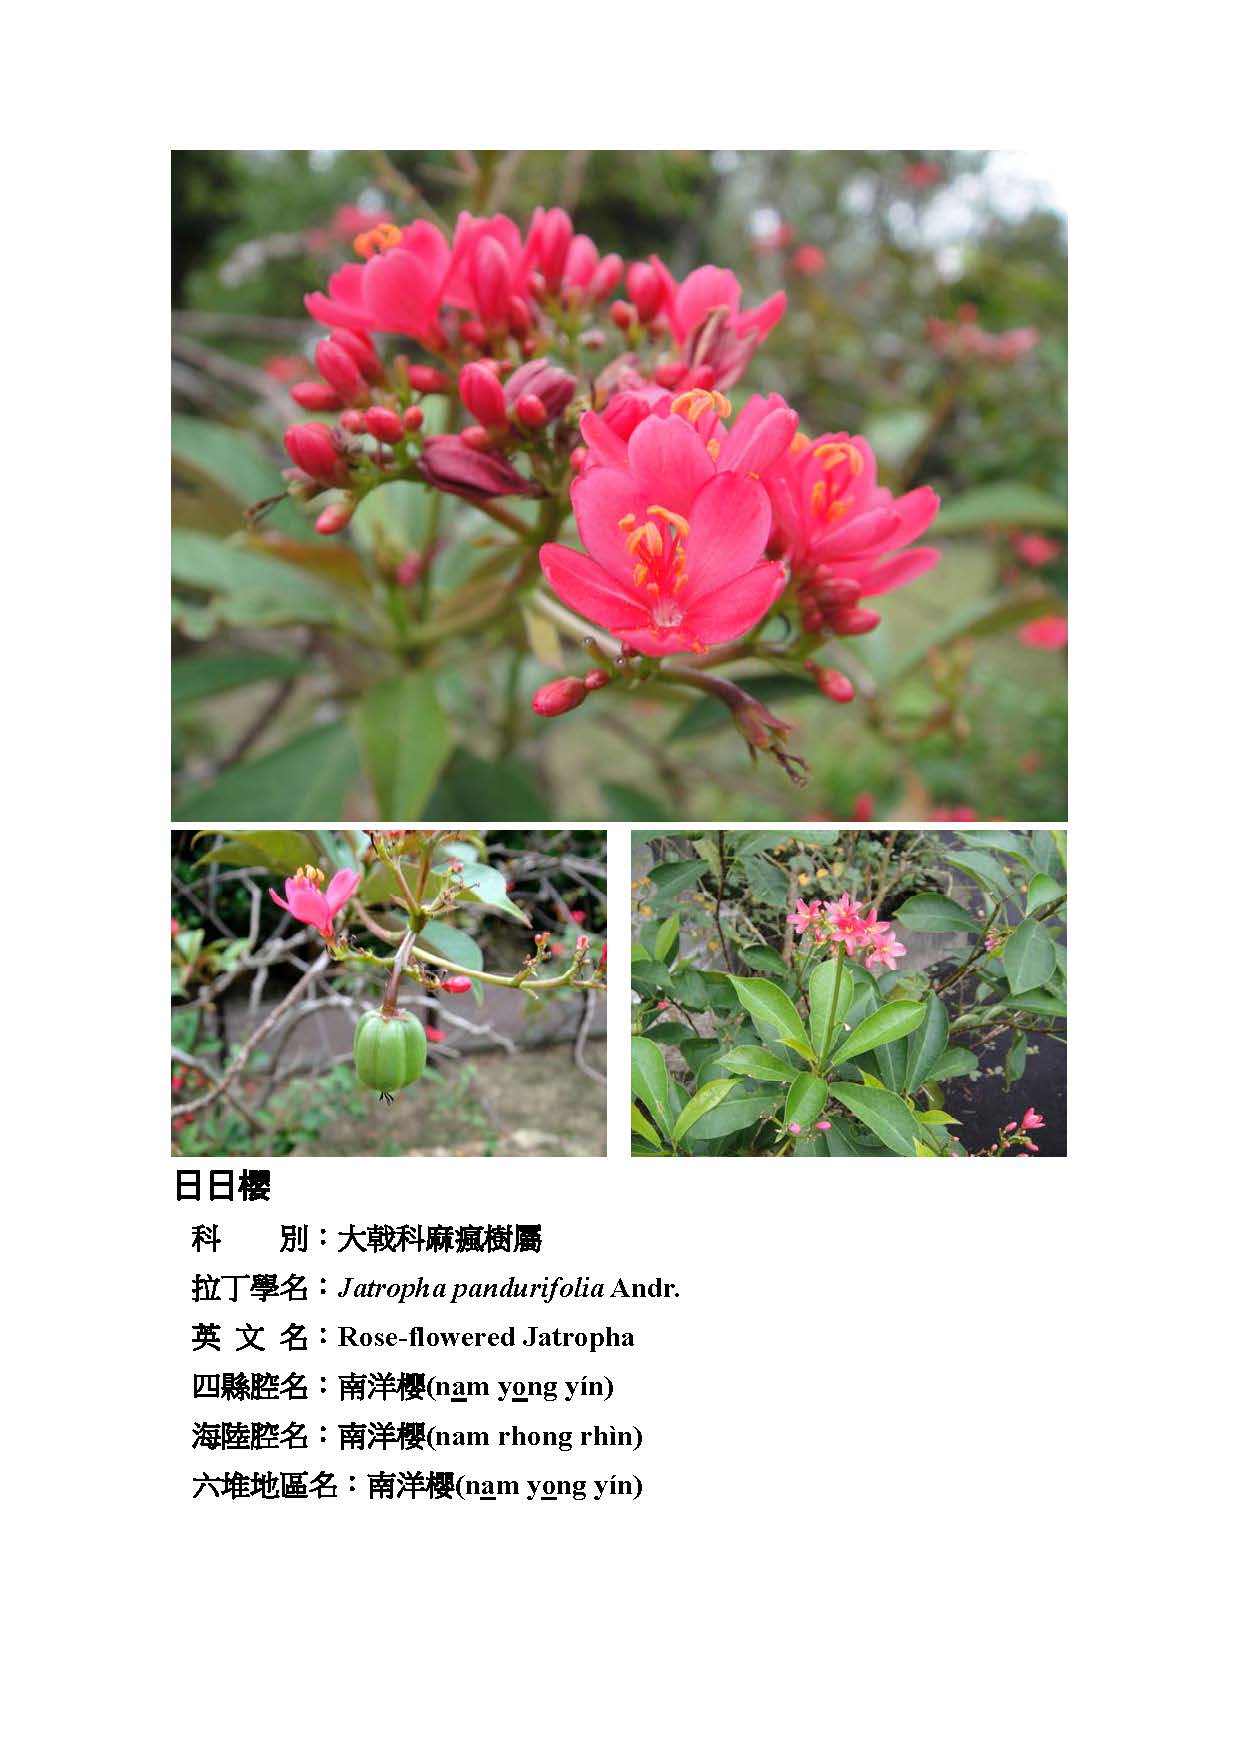 日日櫻
科　　別：大戟科麻瘋樹屬
拉丁學名：Jatropha pandurifolia Andr.
英 文 名：Rose-flowered Jatropha
四縣腔名：南洋櫻(nam yong yín)
海陸腔名：南洋櫻(nam rhong rhìn)
六堆地區名：南洋櫻(nam yong yín)